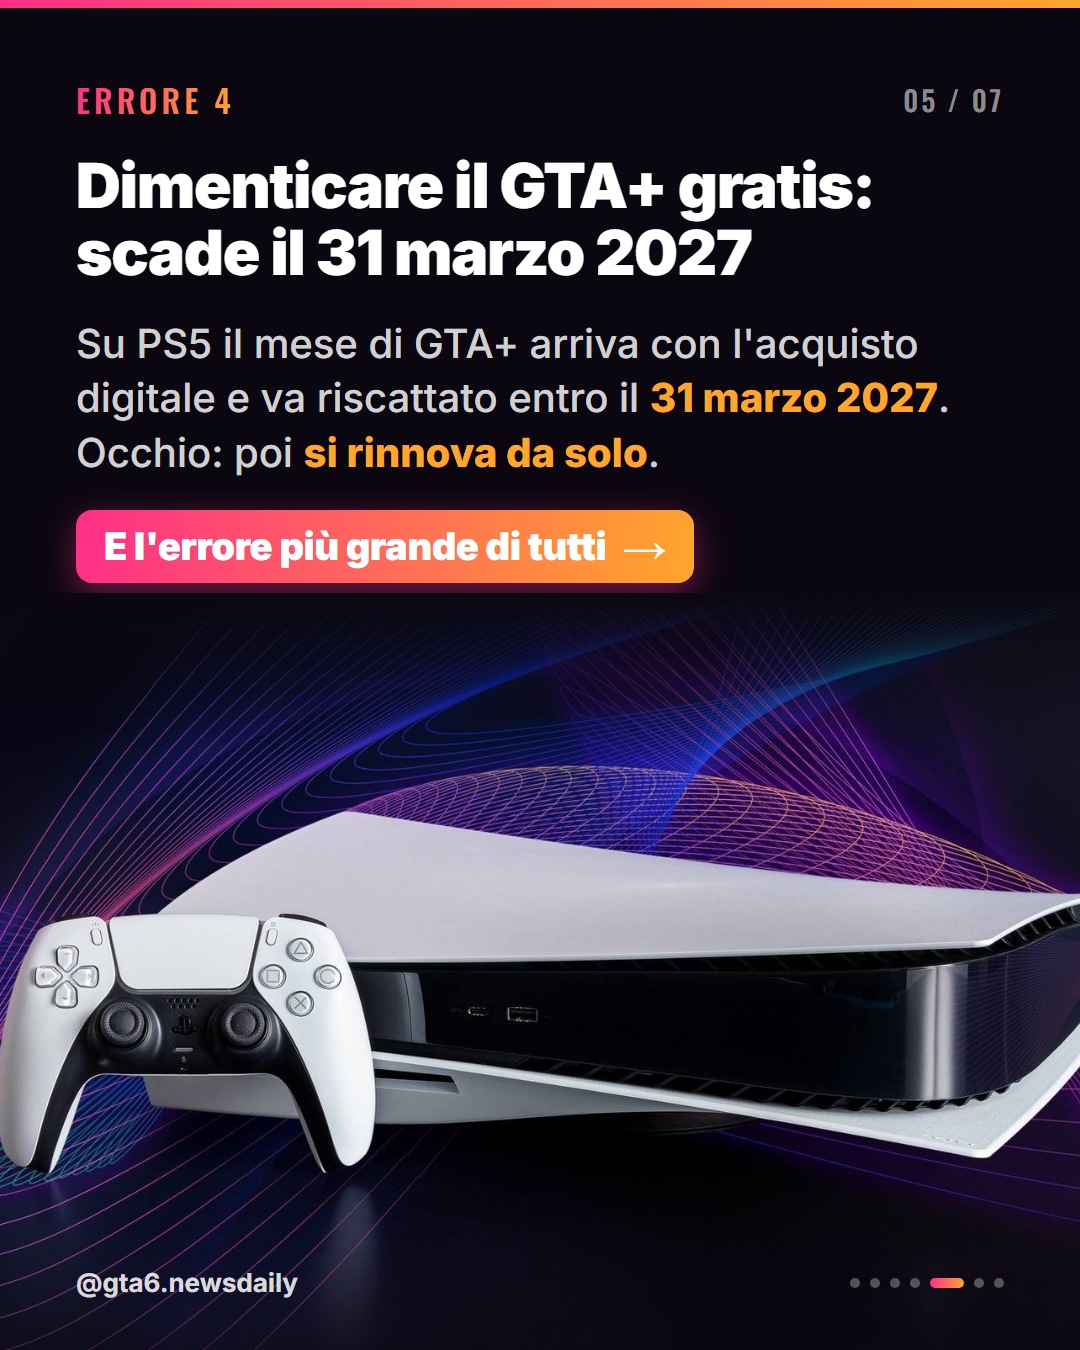 ERRORE 4
05 / 07
Dimenticare il GTA+ gratis:
scade il 31 marzo 2027
Su PS5 il mese di GTA+ arriva con l'acquisto
digitale e va riscattato entro il 31 marzo 2027.
Occhio: poi si rinnova da solo.
E l'errore più grande di tutti →
@gta6.newsdaily